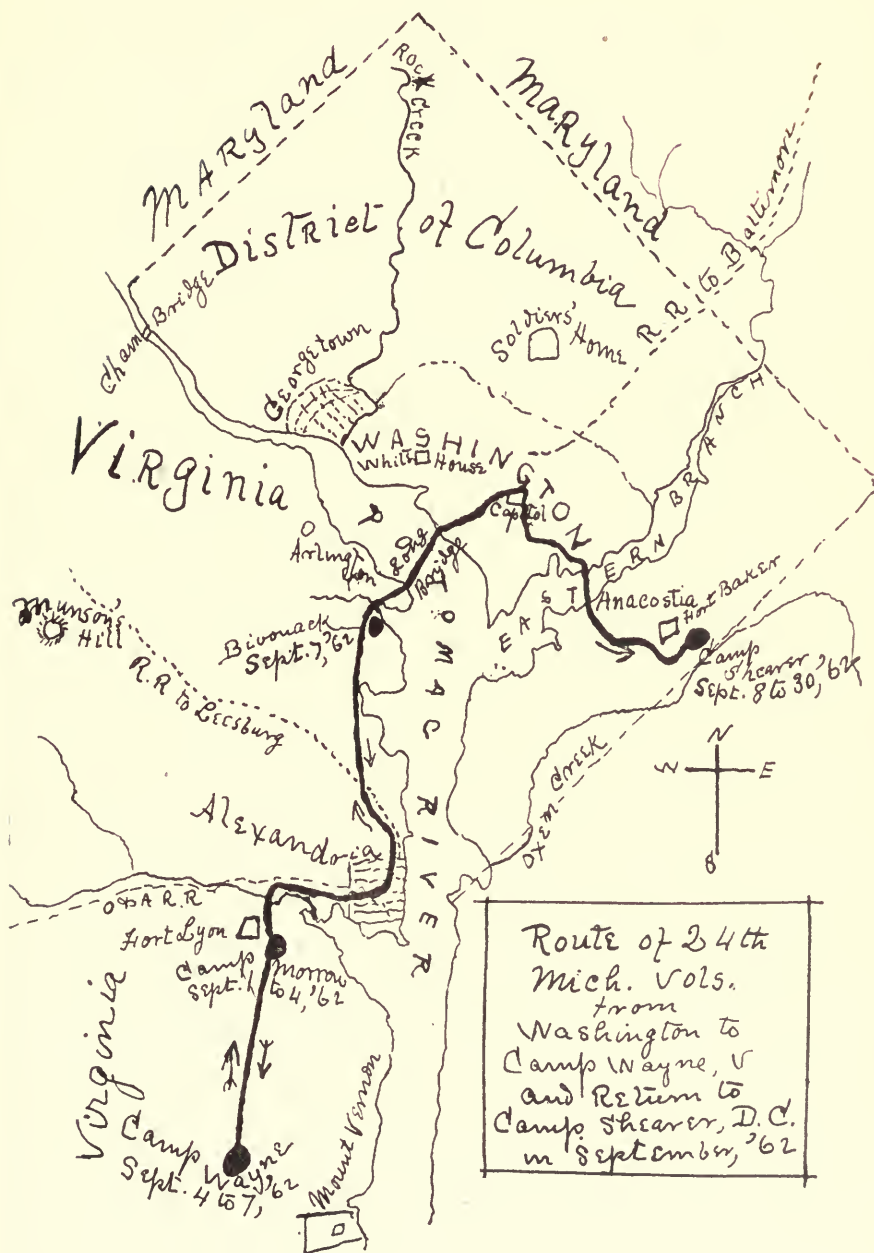 Maryland
Maryland
Rock Creek
District of Columbia
Chain Bridge
Georgetown
Soldiers' Home
R.R. to Baltimore
Virginia
WASHINGTON
White House
Capitol
EASTERN BRANCH
Arlington
Long Bridge
Anacostia
Fort Baker
Munson's Hill
Bivouack
Sept. 7, '62
Camp Shearer
Sept. 8 to 30, '62
R.R. to Leesburg
POTOMAC RIVER
N
W E
S
Oxen Creek
Alexandria
O & A R.R
Fort Lyon
Camp Morrow
Sept. 1 to 4, '62
Virginia
Camp Wayne
Sept. 4 to 7, '62
Mount Vernon
Route of 24th
Mich. Vols.
from
Washington to
Camp Wayne, V
and Return to
Camp Shearer, D.C.
in September, '62